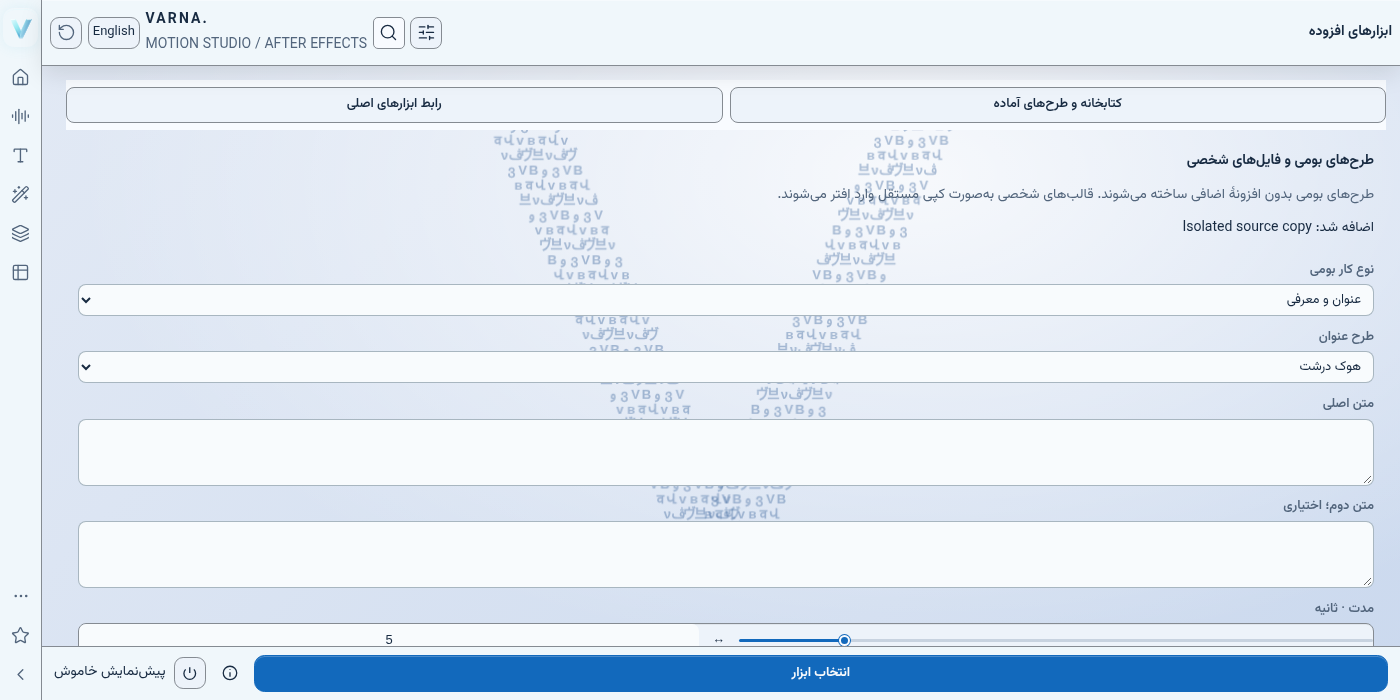 VARNA.
MOTION STUDIO / AFTER EFFECTS
English
ابزارهای افزوده
کتابخانه و طرح‌های آماده
رابط ابزارهای اصلی
طرح‌های بومی و فایل‌های شخصی
طرح‌های بومی بدون افزونهٔ اضافی ساخته می‌شوند. قالب‌های شخصی به‌صورت کپی مستقل وارد افتر می‌شوند.
اضافه شد: Isolated source copy
نوع کار بومی
عنوان و معرفی
طرح عنوان
هوک درشت
متن اصلی
متن دوم؛ اختیاری
مدت · ثانیه
5
انتخاب ابزار
پیش‌نمایش خاموش